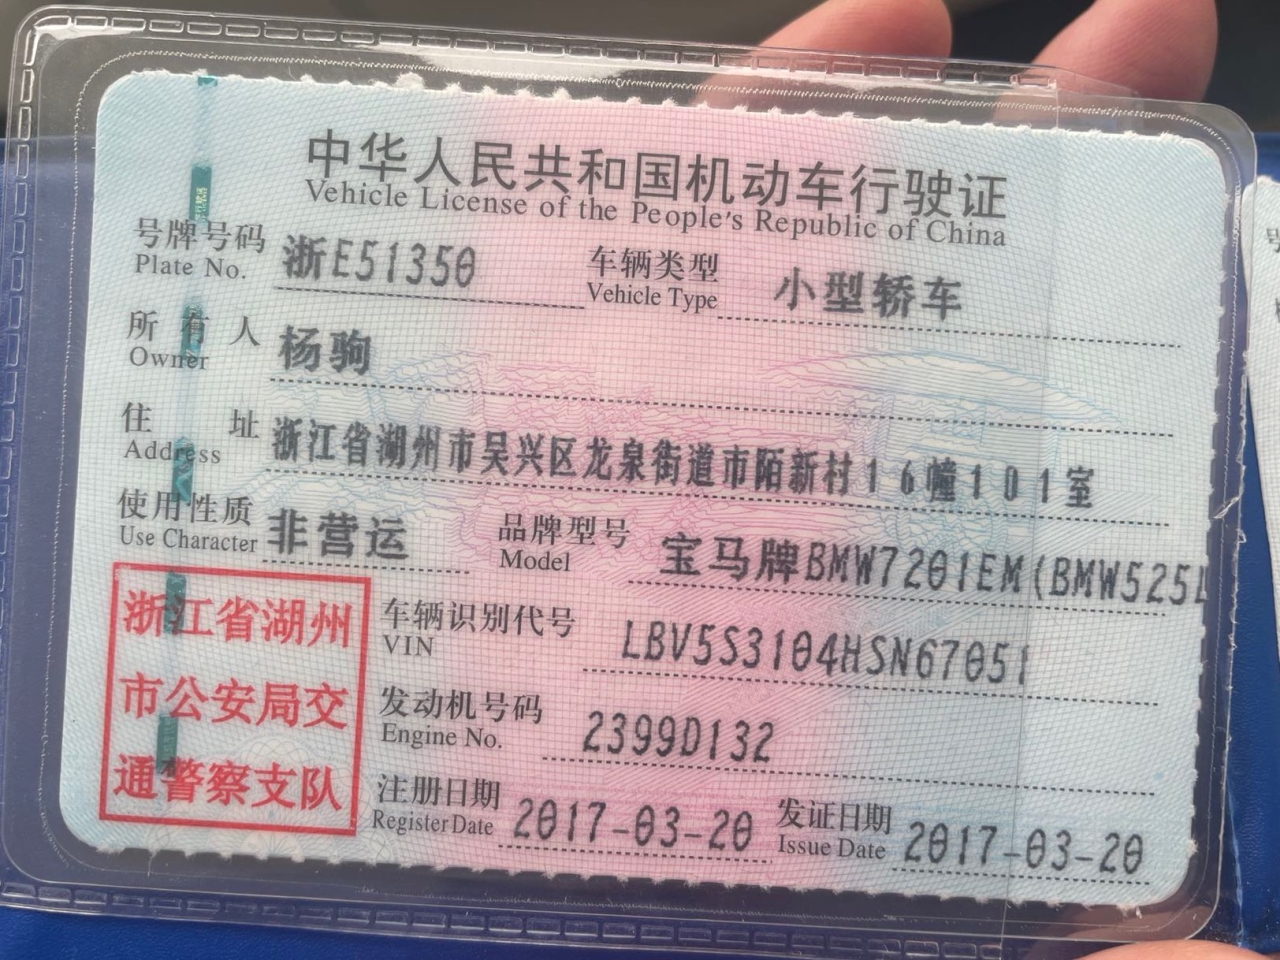 中华人民共和国机动车行驶证
Vehicle License of the People's Republic of China
号牌号码 浙E51350 车辆类型 小型轿车
Plate No. Vehicle Type
所有人 杨驹
Owner
住址 浙江省湖州市吴兴区龙泉街道市陌新村16幢101室
Address
使用性质 非营运 品牌型号 宝马牌BMW7201EM(BMW525L
Use Character Model
浙江省湖州
市公安局交
通警察支队
车辆识别代号 LBV5S3104HSN67051
VIN
发动机号码 2399D132
Engine No.
注册日期 2017-03-20 发证日期 2017-03-20
Register Date Issue Date